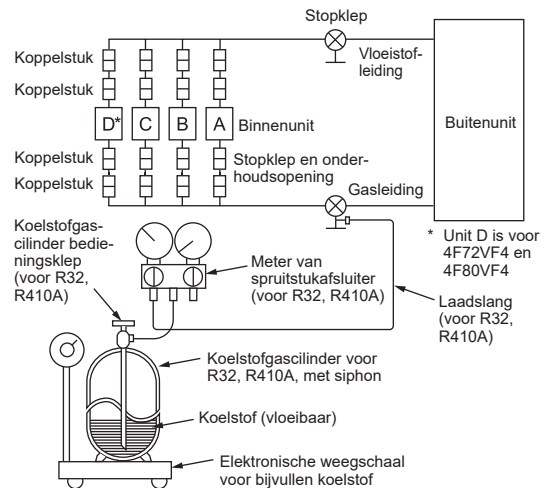 Stopklep
Vloeistof-
leiding
Koppelstuk
Koppelstuk
D*
C
B
A
Binnenunit
Buitenunit
Koppelstuk
Koppelstuk
Stopklep en onder-
houdsopening
Gasleiding
* Unit D is voor
4F72VF4 en
4F80VF4
Koelstofgas-
cilinder bedie-
ningsklep
(voor R32,
R410A)
Meter van
spruitstukafsluiter
(voor R32, R410A)
Laadslang
(voor R32,
R410A)
Koelstofgascilinder voor
R32, R410A, met siphon
Koelstof (vloeibaar)
Elektronische weegschaal
voor bijvullen koelstof